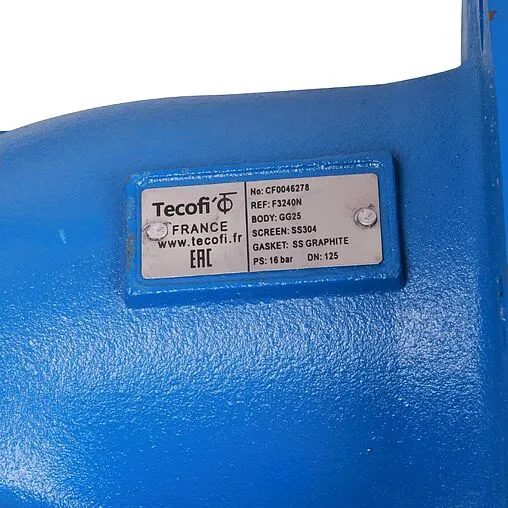 Tecofi
FRANCE
www.tecofi.fr
EAC
No: CF0046278
REF: F3240N
BODY: GG25
SCREEN: SS304
GASKET: SS GRAPHITE
PS: 16 bar DN: 125